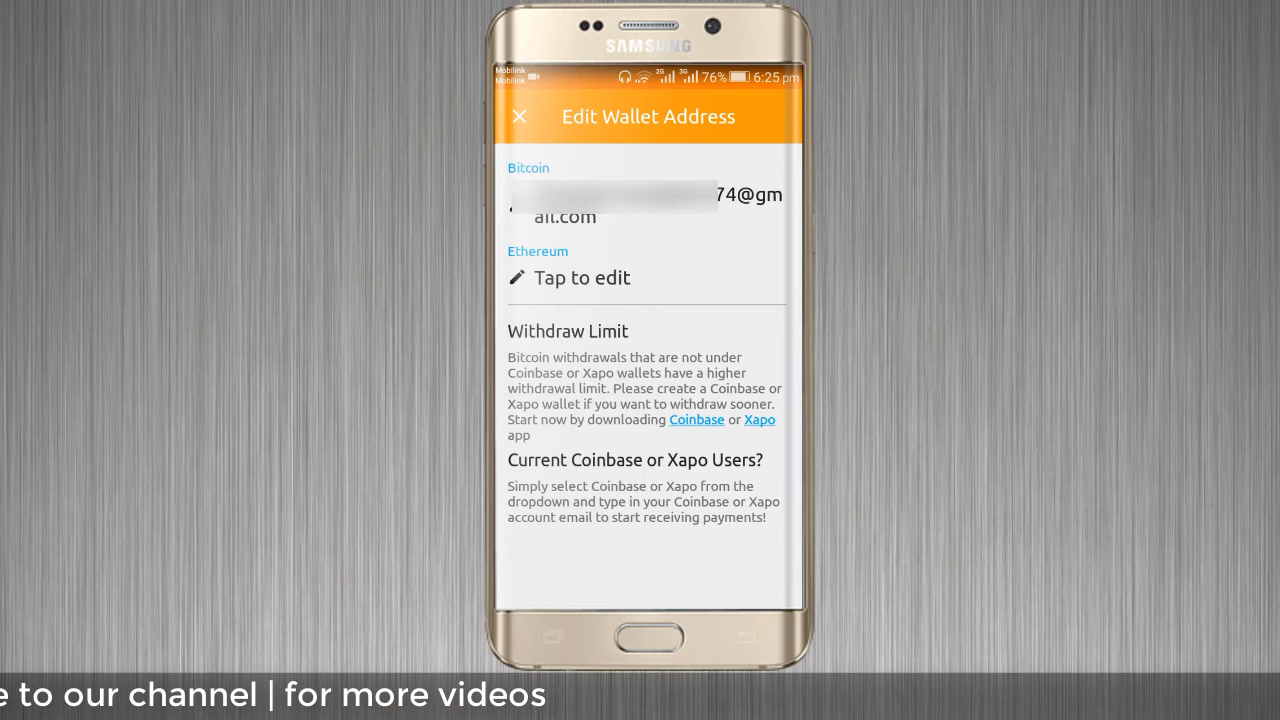 SAMSUNG
Mobilink
Mobilink
2G 3G 76% 6:25 pm
Edit Wallet Address
Bitcoin
74@gm
ail.com
Ethereum
Tap to edit
Withdraw Limit
Bitcoin withdrawals that are not under
Coinbase or Xapo wallets have a higher
withdrawal limit. Please create a Coinbase or
Xapo wallet if you want to withdraw sooner.
Start now by downloading Coinbase or Xapo
app
Current Coinbase or Xapo Users?
Simply select Coinbase or Xapo from the
dropdown and type in your Coinbase or Xapo
account email to start receiving payments!
e to our channel | for more videos